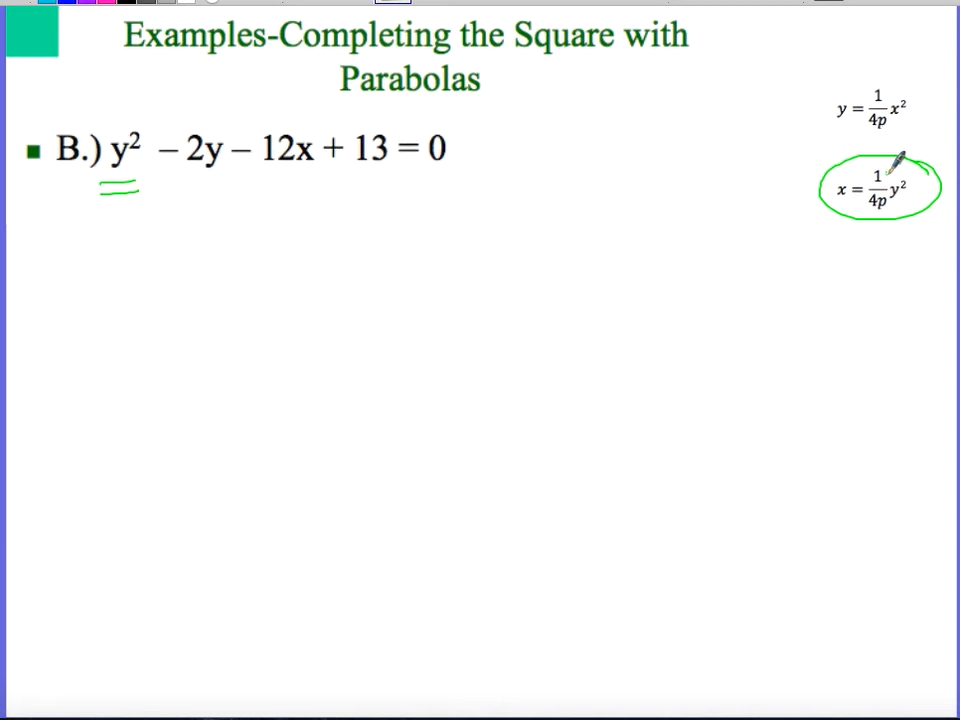 Examples-Completing the Square with
Parabolas
B.) y² – 2y – 12x + 13 = 0
y = 1/4p x²
x = 1/4p y²